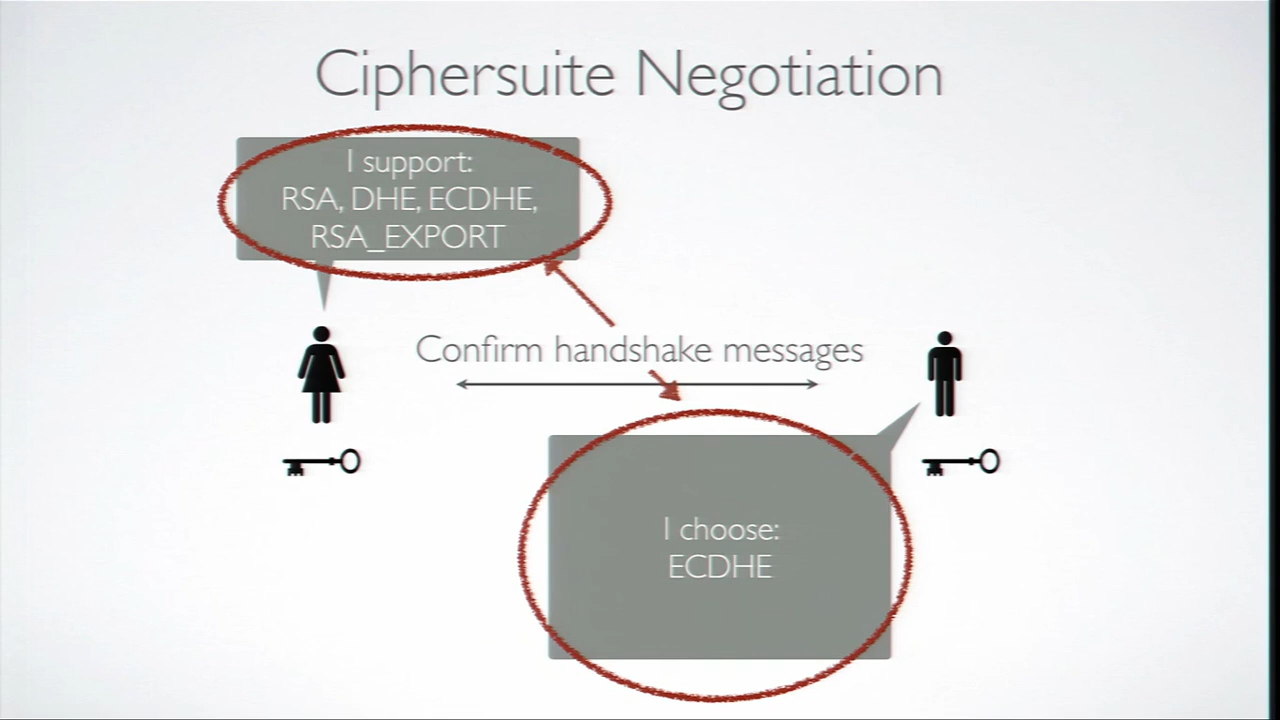 Ciphersuite Negotiation
I support:
RSA, DHE, ECDHE,
RSA_EXPORT
Confirm handshake messages
I choose:
ECDHE